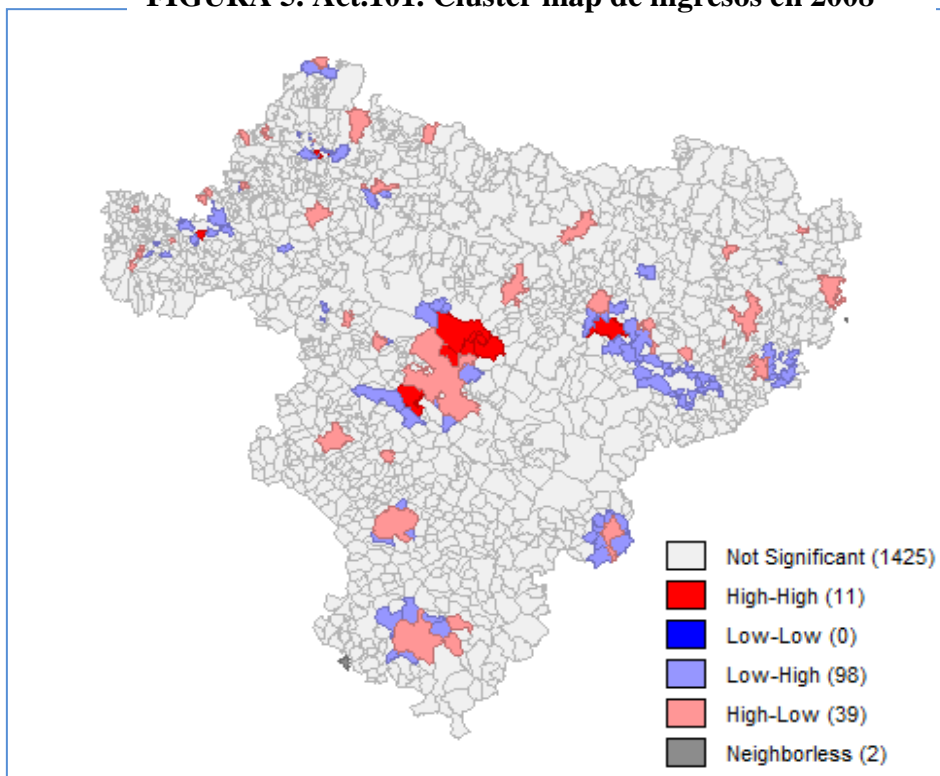 FIGURA 5. Act.101. Cluster map de ingresos en 2008
Not Significant (1425)
High-High (11)
Low-Low (0)
Low-High (98)
High-Low (39)
Neighborless (2)